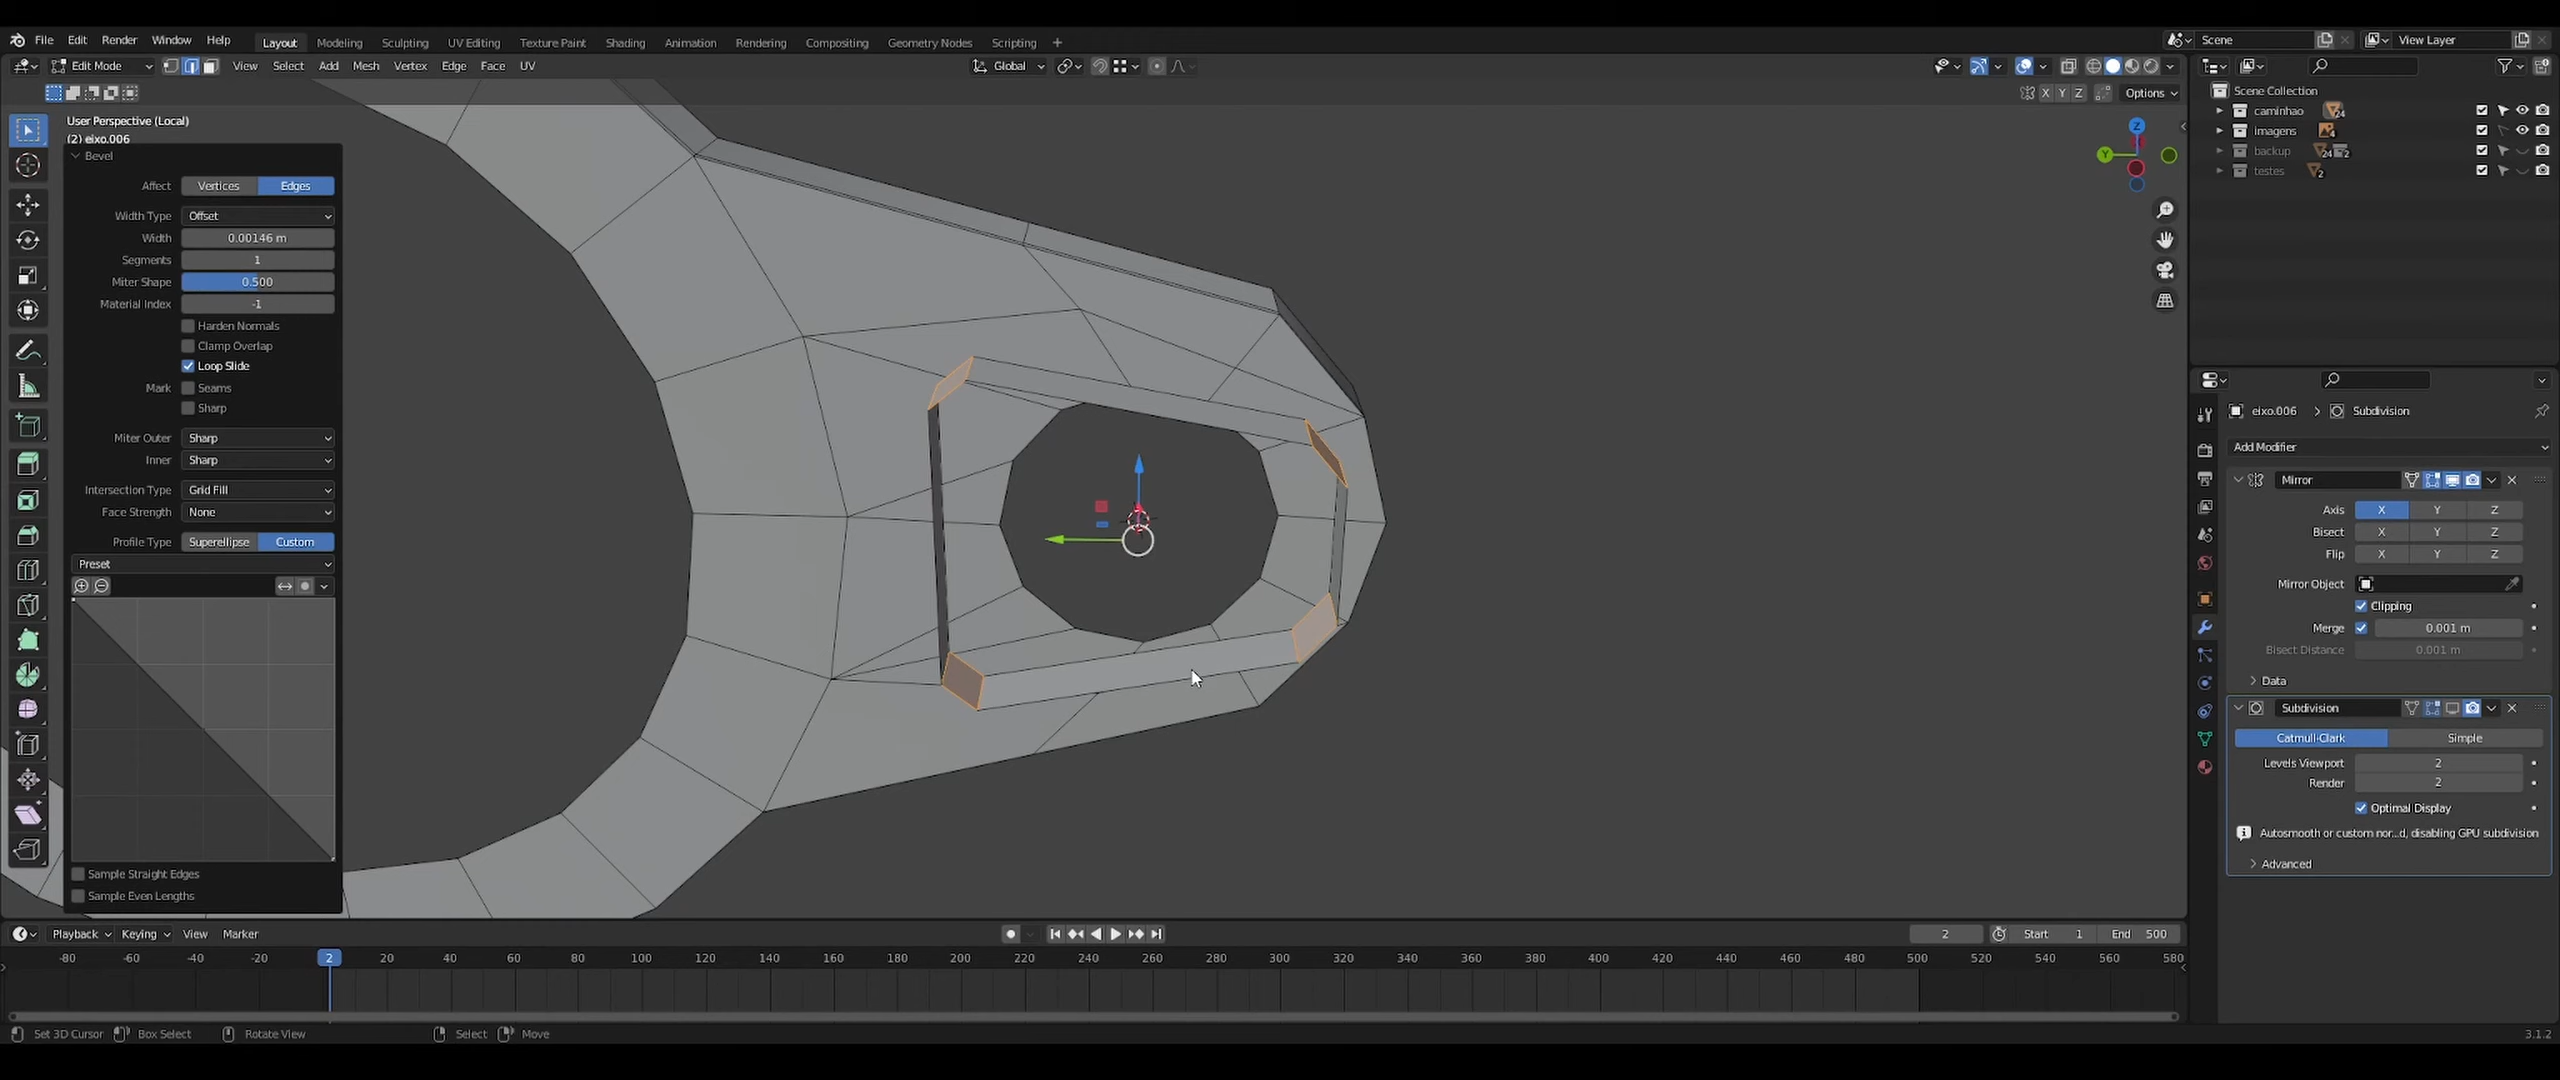 File Edit Render Window Help Layout Modeling Sculpting UV Editing Texture Paint Shading Animation Rendering Compositing Geometry Nodes Scripting + Scene View Layer
Edit Mode View Select Add Mesh Vertex Edge Face UV Global
X Y Z Options
User Perspective (Local)
(2) eixo.006
Bevel
Affect Vertices Edges
Width Type Offset
Width 0.00146 m
Segments 1
Miter Shape 0.500
Material Index -1
Harden Normals
Clamp Overlap
Loop Slide
Mark Seams
Sharp
Miter Outer Sharp
Inner Sharp
Intersection Type Grid Fill
Face Strength None
Profile Type Superellipse Custom
Preset
Sample Straight Edges
Sample Even Lengths
Z
Y
Scene Collection
caminhao 24
imagens 4
backup 24 2
testes 2
eixo.006 > Subdivision
Add Modifier
Mirror
Axis X Y Z
Bisect X Y Z
Flip X Y Z
Mirror Object
Clipping
Merge 0.001 m
Bisect Distance 0.001 m
Data
Subdivision
Catmull-Clark Simple
Levels Viewport 2
Render 2
Optimal Display
Autosmooth or custom nor...d, disabling GPU subdivision
Advanced
Playback Keying View Marker 2 Start 1 End 500
-80 -60 -40 -20 2 20 40 60 80 100 120 140 160 180 200 220 240 260 280 300 320 340 360 380 400 420 440 460 480 500 520 540 560 580
Set 3D Cursor Box Select Rotate View Select Move 3.1.2